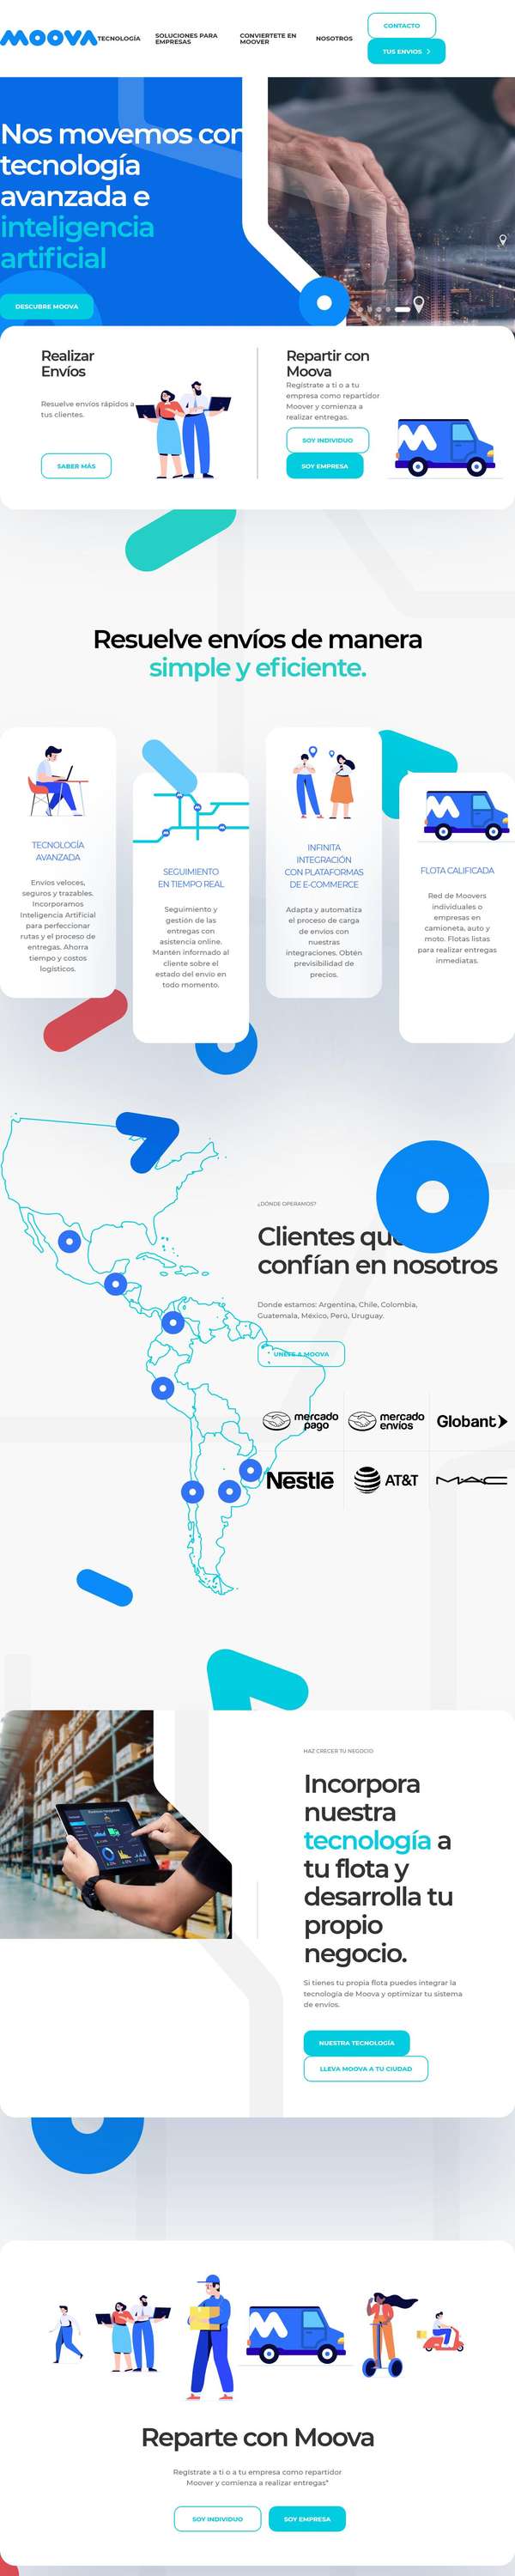 MOOVA
TECNOLOGÍA
SOLUCIONES PARA
EMPRESAS
CONVIERTETE EN
MOOVER
NOSOTROS
CONTACTO
TUS ENVIOS
Nos movemos con
tecnología
avanzada e
inteligencia
artificial
DESCUBRE MOOVA
Realizar
Envíos
Resuelve envíos rápidos a
tus clientes.
SABER MÁS
Repartir con
Moova
Regístrate a ti o a tu
empresa como repartidor
Moover y comienza a
realizar entregas.
SOY INDIVIDUO
SOY EMPRESA
Resuelve envíos de manera
simple y eficiente.
TECNOLOGÍA
AVANZADA
Envíos veloces,
seguros y trazables.
Incorporamos
Inteligencia Artificial
para perfeccionar
rutas y el proceso de
entregas. Ahorra
tiempo y costos
logísticos.
SEGUIMIENTO
EN TIEMPO REAL
Seguimiento y
gestión de las
entregas con
asistencia online.
Mantén informado al
cliente sobre el
estado del envío en
todo momento.
INFINITA
INTEGRACIÓN
CON PLATAFORMAS
DE E-COMMERCE
Adapta y automatiza
el proceso de carga
de envíos con
nuestras
integraciones. Obtén
previsibilidad de
precios.
FLOTA CALIFICADA
Red de Moovers
individuales o
empresas en
camioneta, auto y
moto. Flotas listas
para realizar entregas
inmediatas.
¿DÓNDE OPERAMOS?
Clientes que
confían en nosotros
Donde estamos: Argentina, Chile, Colombia,
Guatemala, México, Perú, Uruguay.
ÚNETE A MOOVA
mercado
pago
mercado
envíos
Globant
Nestlé
AT&T
MAC
HAZ CRECER TU NEGOCIO
Incorpora
nuestra
tecnología a
tu flota y
desarrolla tu
propio
negocio.
Si tienes tu propia flota puedes integrar la
tecnología de Moova y optimizar tu sistema
de envíos.
NUESTRA TECNOLOGÍA
LLEVA MOOVA A TU CIUDAD
Reparte con Moova
Regístrate a ti o a tu empresa como repartidor
Moover y comienza a realizar entregas*
SOY INDIVIDUO
SOY EMPRESA